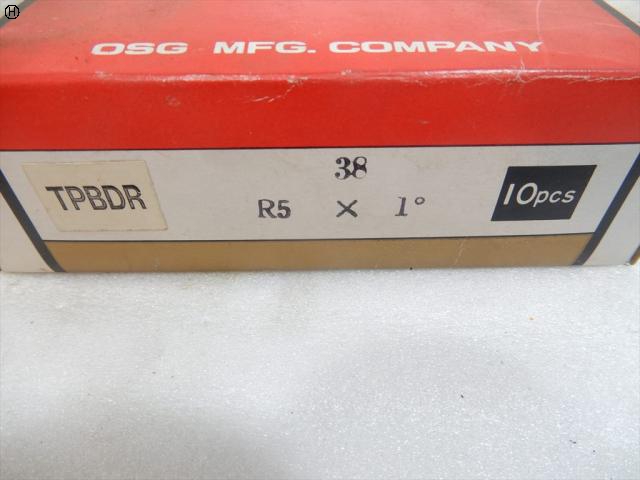 H
OSG MFG. COMPANY
TPBDR
38
R5 × 1°
10pcs